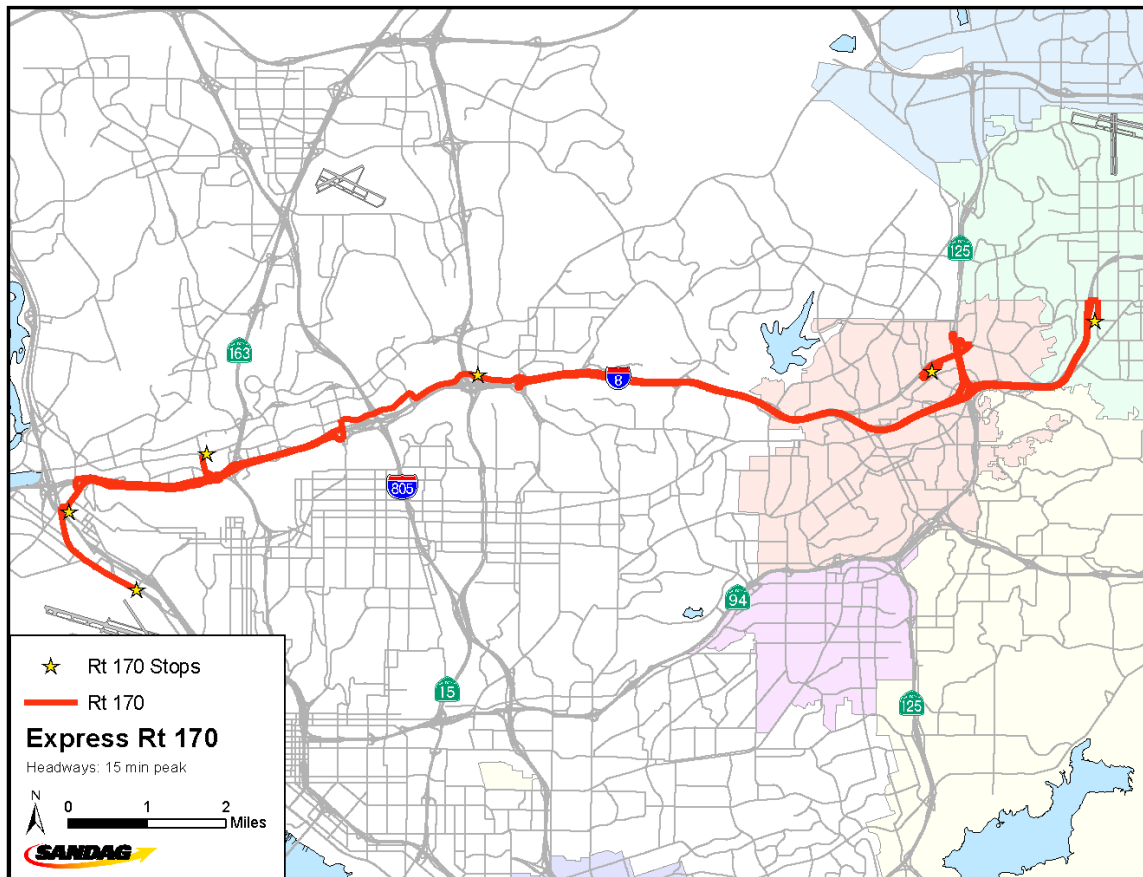 125
163
8
805
94
15
125
Rt 170 Stops
Rt 170
Express Rt 170
Headways: 15 min peak
N
0 1 2
Miles
SANDAG